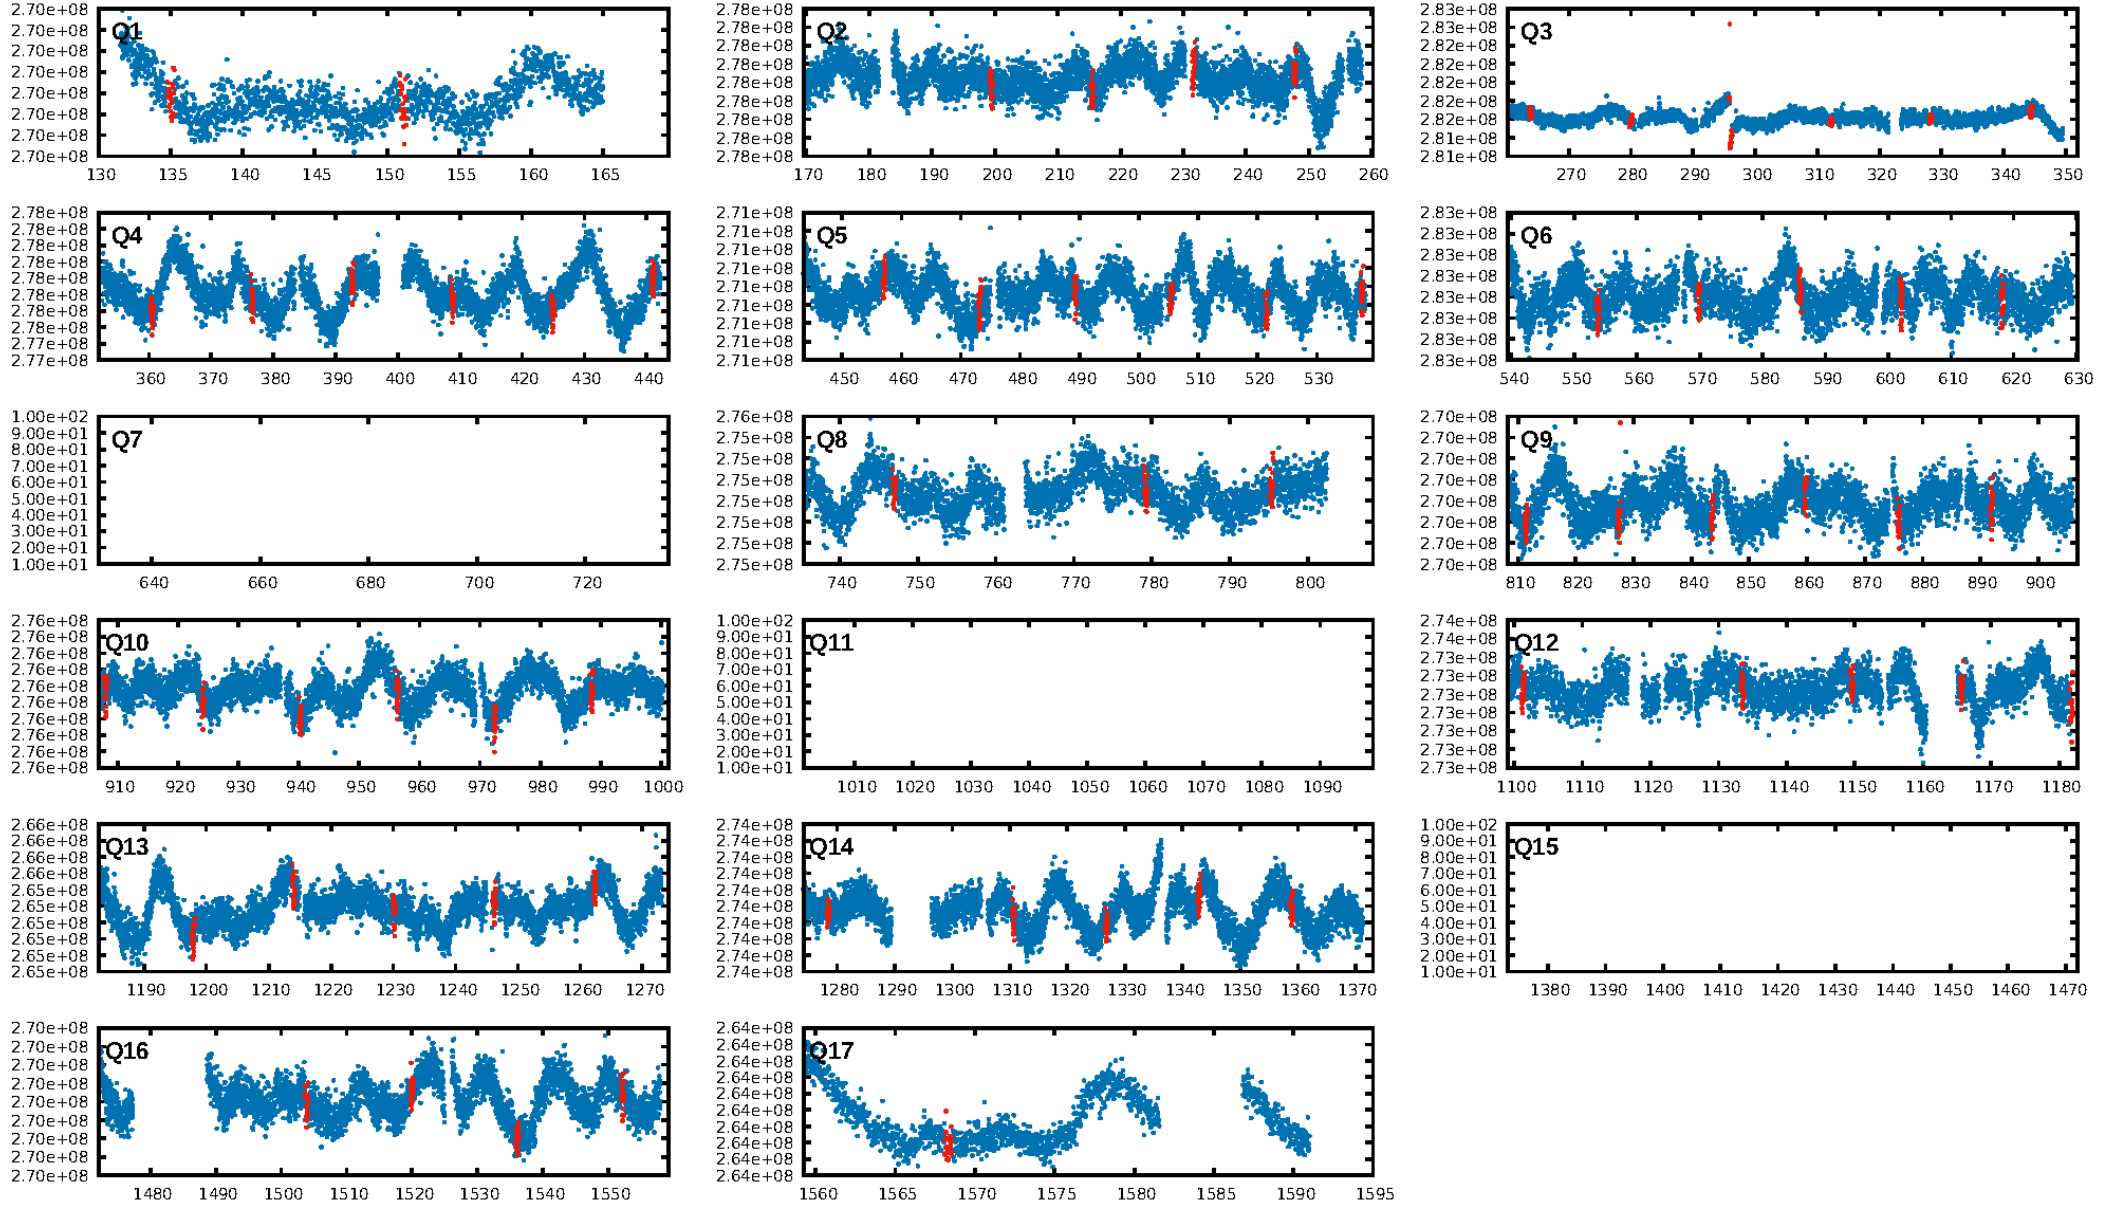 Q1
2.70e+08
2.70e+08
2.70e+08
2.70e+08
2.70e+08
2.70e+08
2.70e+08
2.70e+08
130 135 140 145 150 155 160 165
Q2
2.78e+08
2.78e+08
2.78e+08
2.78e+08
2.78e+08
2.78e+08
2.78e+08
2.78e+08
2.78e+08
170 180 190 200 210 220 230 240 250 260
Q3
2.83e+08
2.83e+08
2.82e+08
2.82e+08
2.82e+08
2.82e+08
2.82e+08
2.81e+08
2.81e+08
270 280 290 300 310 320 330 340 350
Q4
2.78e+08
2.78e+08
2.78e+08
2.78e+08
2.78e+08
2.78e+08
2.78e+08
2.78e+08
2.77e+08
2.77e+08
360 370 380 390 400 410 420 430 440
Q5
2.71e+08
2.71e+08
2.71e+08
2.71e+08
2.71e+08
2.71e+08
2.71e+08
2.71e+08
2.71e+08
450 460 470 480 490 500 510 520 530
Q6
2.83e+08
2.83e+08
2.83e+08
2.83e+08
2.83e+08
2.83e+08
2.83e+08
2.83e+08
540 550 560 570 580 590 600 610 620 630
Q7
1.00e+02
9.00e+01
8.00e+01
7.00e+01
6.00e+01
5.00e+01
4.00e+01
3.00e+01
2.00e+01
1.00e+01
640 660 680 700 720
Q8
2.76e+08
2.75e+08
2.75e+08
2.75e+08
2.75e+08
2.75e+08
2.75e+08
2.75e+08
740 750 760 770 780 790 800
Q9
2.70e+08
2.70e+08
2.70e+08
2.70e+08
2.70e+08
2.70e+08
2.70e+08
2.70e+08
810 820 830 840 850 860 870 880 890 900
Q10
2.76e+08
2.76e+08
2.76e+08
2.76e+08
2.76e+08
2.76e+08
2.76e+08
2.76e+08
2.76e+08
2.76e+08
910 920 930 940 950 960 970 980 990 1000
Q11
1.00e+02
9.00e+01
8.00e+01
7.00e+01
6.00e+01
5.00e+01
4.00e+01
3.00e+01
2.00e+01
1.00e+01
1010 1020 1030 1040 1050 1060 1070 1080 1090
Q12
2.74e+08
2.74e+08
2.73e+08
2.73e+08
2.73e+08
2.73e+08
2.73e+08
2.73e+08
2.73e+08
1100 1110 1120 1130 1140 1150 1160 1170 1180
Q13
2.66e+08
2.66e+08
2.66e+08
2.65e+08
2.65e+08
2.65e+08
2.65e+08
2.65e+08
2.65e+08
1190 1200 1210 1220 1230 1240 1250 1260 1270
Q14
2.74e+08
2.74e+08
2.74e+08
2.74e+08
2.74e+08
2.74e+08
2.74e+08
2.74e+08
2.74e+08
2.74e+08
1280 1290 1300 1310 1320 1330 1340 1350 1360 1370
Q15
1.00e+02
9.00e+01
8.00e+01
7.00e+01
6.00e+01
5.00e+01
4.00e+01
3.00e+01
2.00e+01
1.00e+01
1380 1390 1400 1410 1420 1430 1440 1450 1460 1470
Q16
2.70e+08
2.70e+08
2.70e+08
2.70e+08
2.70e+08
2.70e+08
2.70e+08
2.70e+08
2.70e+08
1480 1490 1500 1510 1520 1530 1540 1550
Q17
2.64e+08
2.64e+08
2.64e+08
2.64e+08
2.64e+08
2.64e+08
2.64e+08
2.64e+08
2.64e+08
2.64e+08
1560 1565 1570 1575 1580 1585 1590 1595